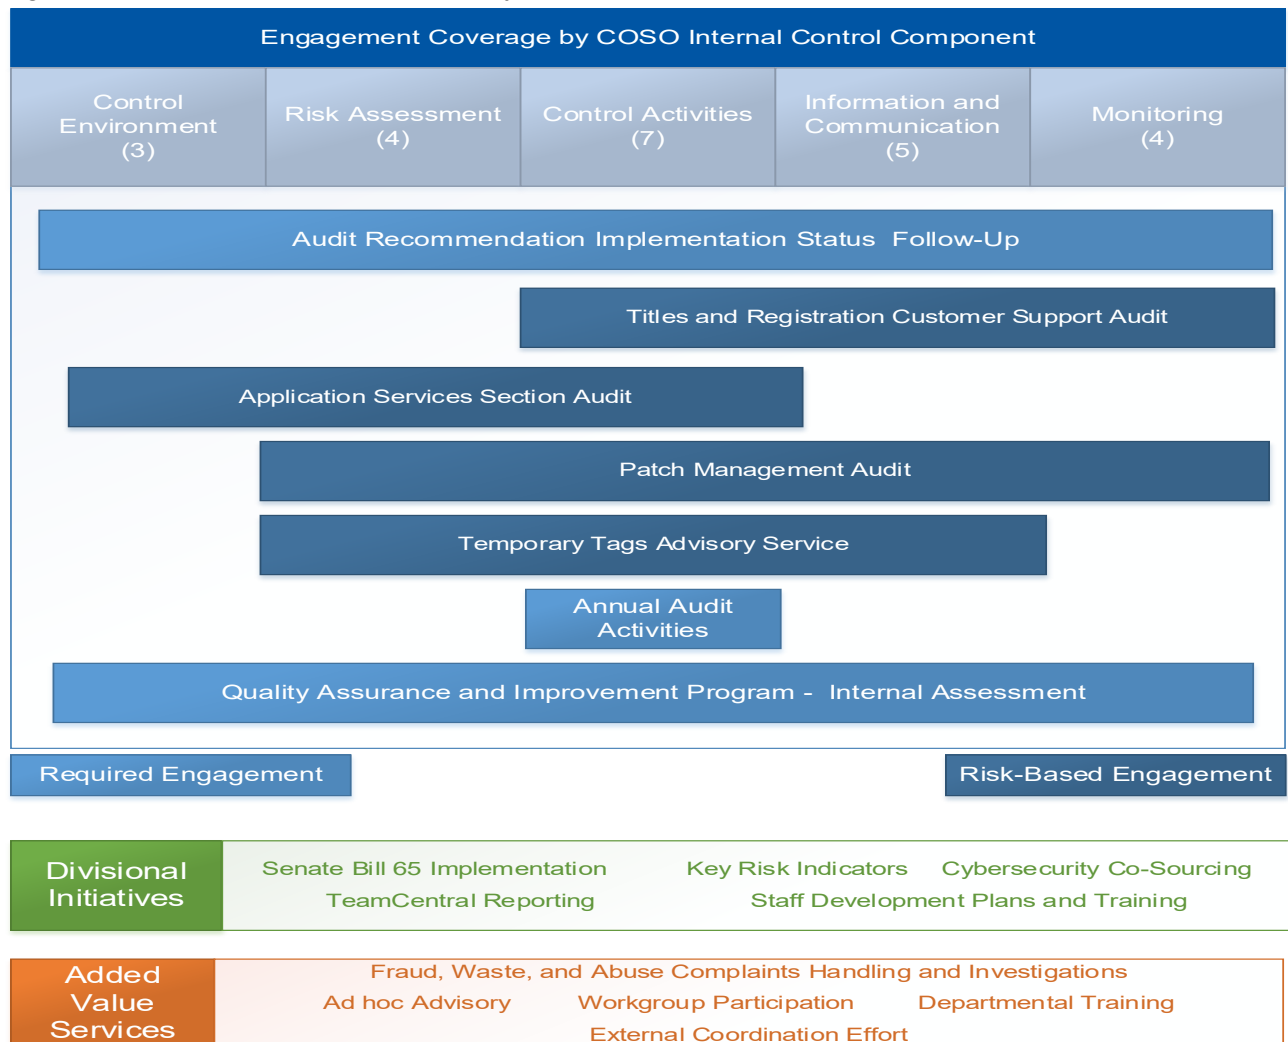 Engagement Coverage by COSO Internal Control Component
Control
Environment
(3)
Risk Assessment
(4)
Control Activities
(7)
Information and
Communication
(5)
Monitoring
(4)
Audit Recommendation Implementation Status  Follow-Up
Titles and Registration Customer Support Audit
Application Services Section Audit
Patch Management Audit
Temporary Tags Advisory Service
Annual Audit
Activities
Quality Assurance and Improvement Program -  Internal Assessment
Required Engagement
Risk-Based Engagement
Divisional
Initiatives
Senate Bill 65 Implementation
Key Risk Indicators
Cybersecurity Co-Sourcing
TeamCentral Reporting
Staff Development Plans and Training
Added
Value
Services
Fraud, Waste, and Abuse Complaints Handling and Investigations
Ad hoc Advisory
Workgroup Participation
Departmental Training
External Coordination Effort